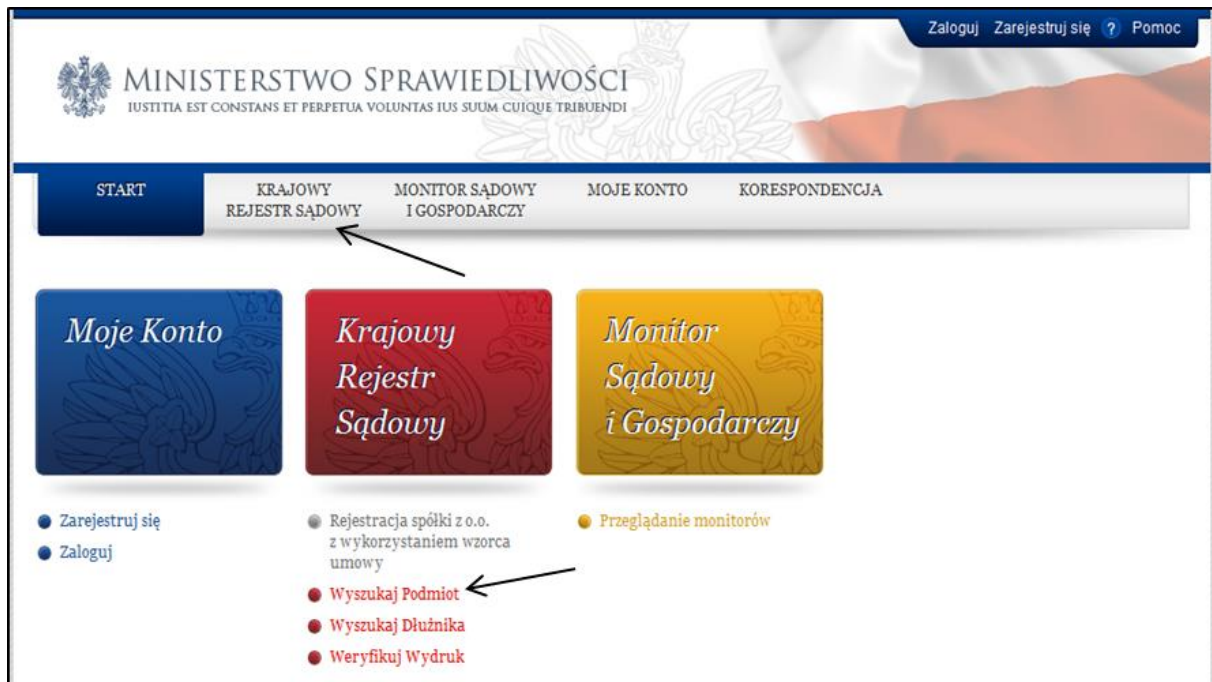 Zaloguj Zarejestruj się ? Pomoc
MINISTERSTWO SPRAWIEDLIWOŚCI
IUSTITIA EST CONSTANS ET PERPETUA VOLUNTAS IUS SUUM CUIQUE TRIBUENDI
START
KRAJOWY
REJESTR SĄDOWY
MONITOR SĄDOWY
I GOSPODARCZY
MOJE KONTO
KORESPONDENCJA
Moje Konto
Krajowy
Rejestr
Sądowy
Monitor
Sądowy
i Gospodarczy
Zarejestruj się
Zaloguj
Rejestracja spółki z o.o.
z wykorzystaniem wzorca
umowy
Wyszukaj Podmiot
Wyszukaj Dłużnika
Weryfikuj Wydruk
Przeglądanie monitorów